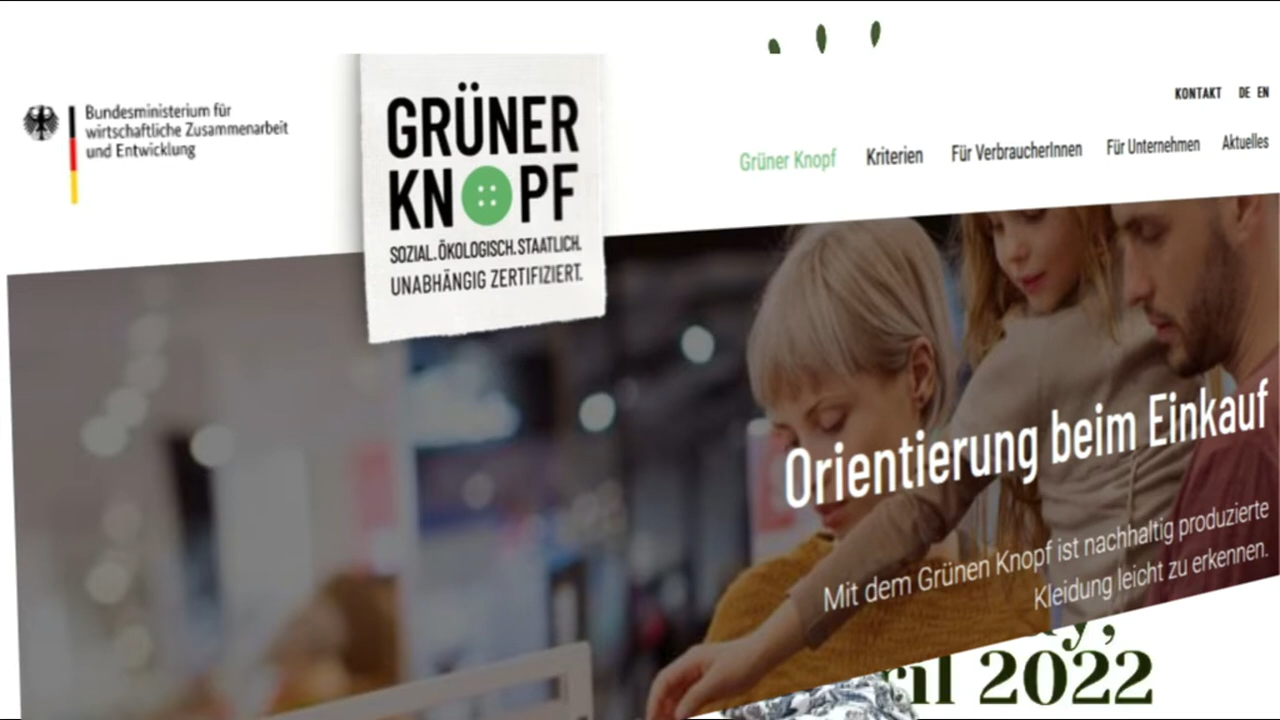 Bundesministerium für
wirtschaftliche Zusammenarbeit
und Entwicklung
GRÜNER
KNOPF
SOZIAL. ÖKOLOGISCH. STAATLICH.
UNABHÄNGIG ZERTIFIZIERT.
KONTAKT DE EN
Grüner Knopf Kriterien Für VerbraucherInnen Für Unternehmen Aktuelles
Orientierung beim Einkauf
Mit dem Grünen Knopf ist nachhaltig produzierte
Kleidung leicht zu erkennen.
2022